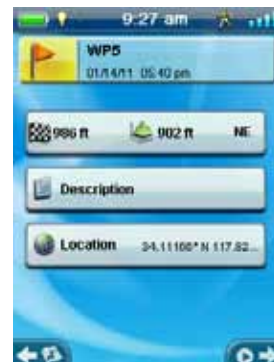 9:27 am
WP5
01/14/11 05:40 pm
986 ft 902 ft NE
Description
Location 34.11166° N 117.82...